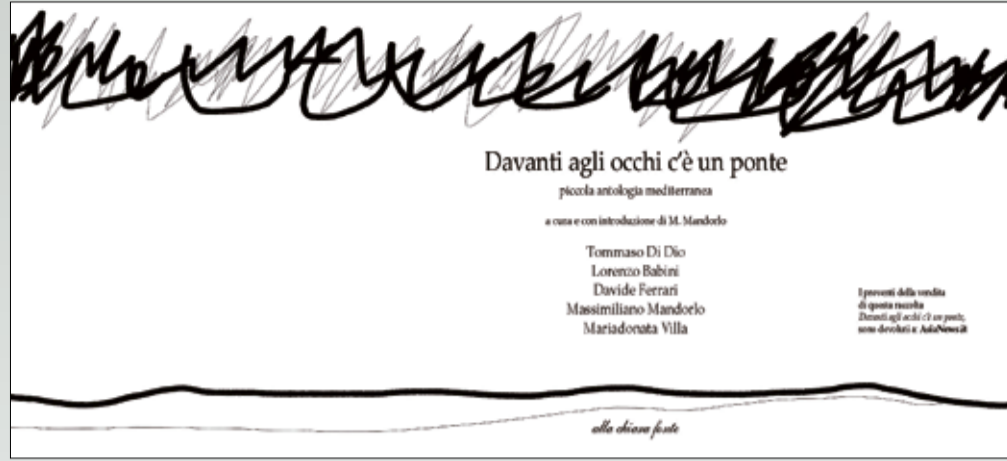 Davanti agli occhi c'è un ponte
piccola antologia mediterranea
a cura e con introduzione di M. Mandorlo
Tommaso Di Dio
Lorenzo Babini
Davide Ferrari
Massimiliano Mandorlo
Mariadonata Villa
I proventi della vendita
di questa raccolta
Davanti agli occhi c'è un ponte,
sono devoluti a: AsiaNews.it
alla chiara fonte